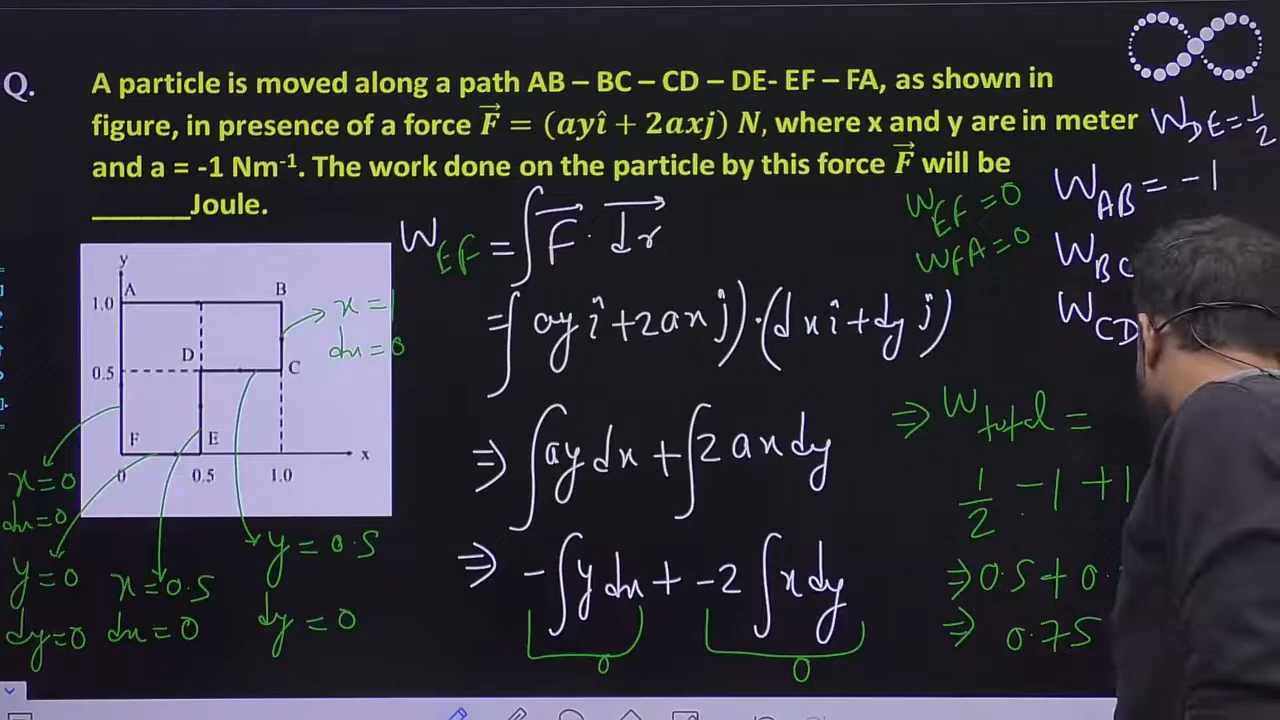 Q. A particle is moved along a path AB – BC – CD – DE- EF – FA, as shown in
figure, in presence of a force F⃗ = (ayî + 2axj) N, where x and y are in meter
and a = -1 Nm⁻¹. The work done on the particle by this force F⃗ will be
______Joule.
W_DE = 1/2
W_AB = -1
W_EF = 0
W_FA = 0
W_BC
W_CD
y
1.0 A B
D
0.5 C
F E
0 0.5 1.0 x
x = 1
dx = 0
x = 0
dx = 0
y = 0
dy = 0
x = 0.5
dx = 0
y = 0.5
dy = 0
W_EF = ∫ F⃗ · dr⃗
= ∫ ay î + 2ax j) · (dx î + dy j)
⇒ ∫ ay dx + ∫ 2ax dy
⇒ -∫ y dx + -2 ∫ x dy
0 0
⇒ W_total =
1/2 - 1 + 1
⇒ 0.5 + 0.
⇒ 0.75